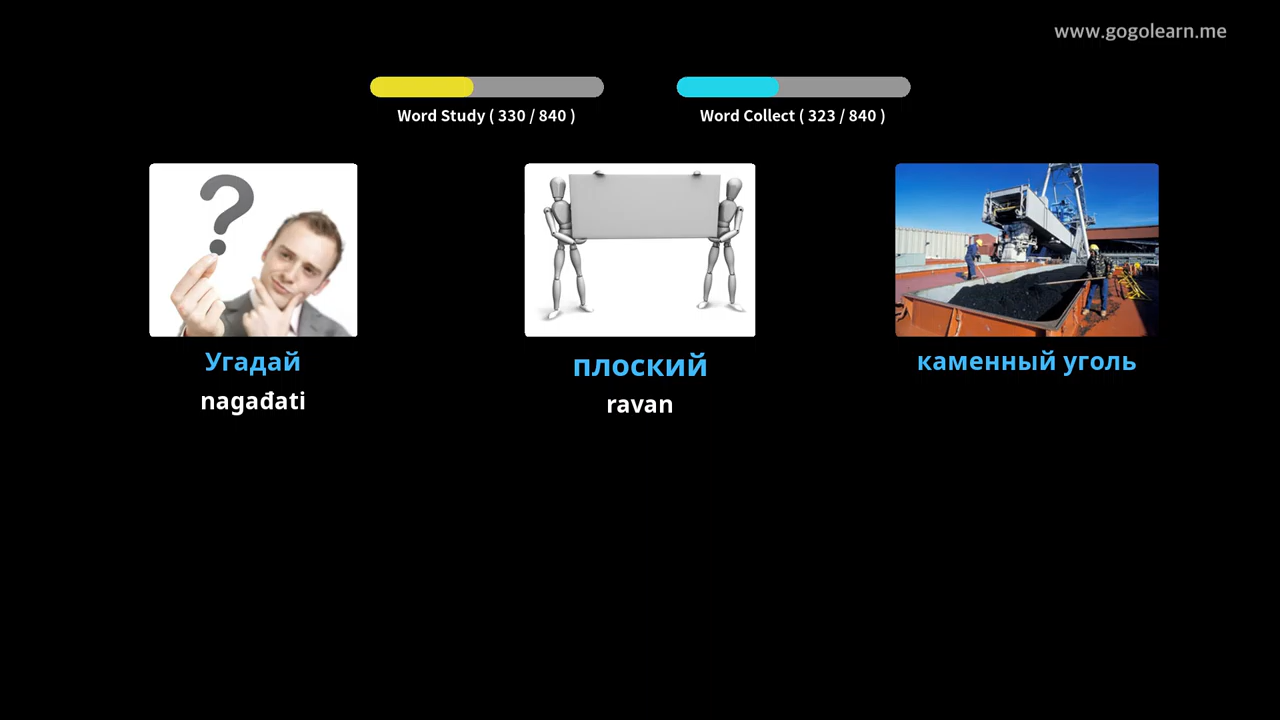 www.gogolearn.me
Word Study ( 330 / 840 )
Word Collect ( 323 / 840 )
Угадай
nagađati
плоский
ravan
каменный уголь